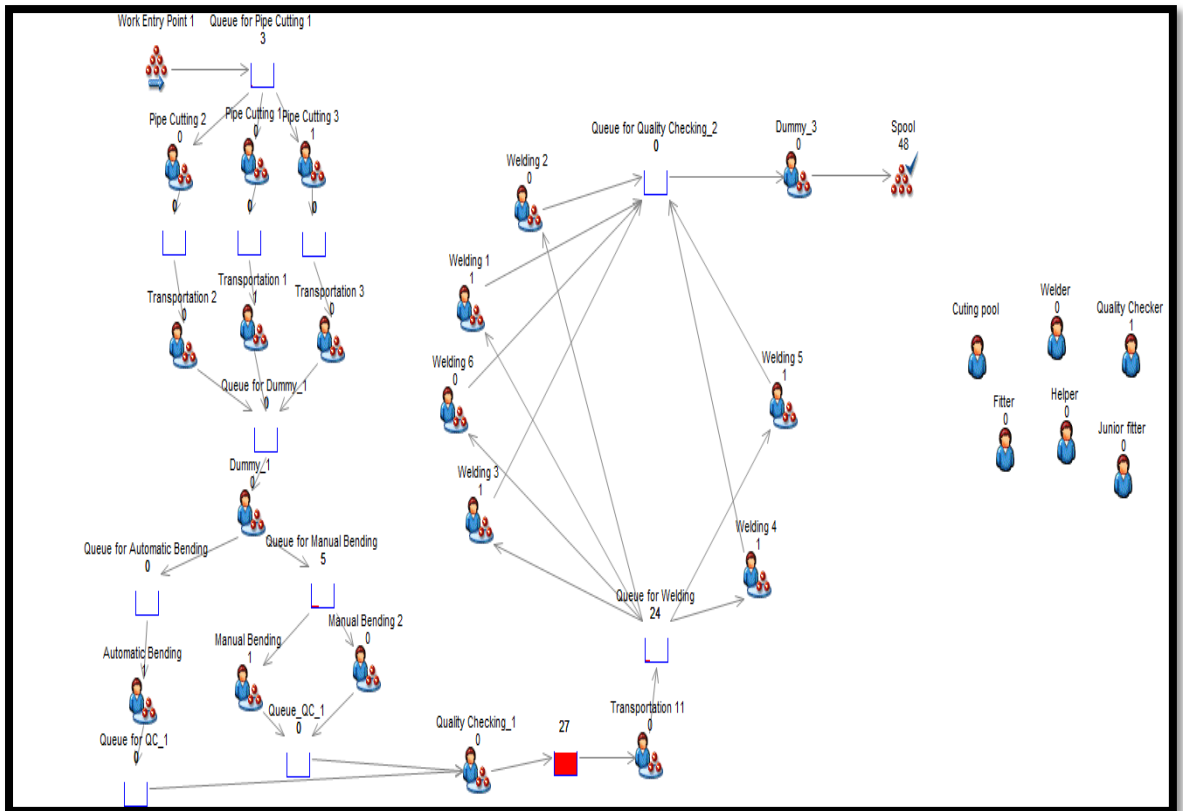 Work Entry Point 1
Queue for Pipe Cutting 1
3
Pipe Cutting 2
0
Pipe Cutting 1
0
Pipe Cutting 3
1
0
0
0
Transportation 2
0
Transportation 1
1
Transportation 3
0
Queue for Dummy_1
0
Dummy_1
0
Queue for Automatic Bending
0
Queue for Manual Bending
5
Automatic Bending
1
Manual Bending
1
Manual Bending 2
0
Queue for QC_1
0
Queue_QC_1
0
Quality Checking_1
0
27
Transportation 11
0
Queue for Welding
24
Welding 2
0
Welding 1
1
Welding 6
0
Welding 3
1
Welding 5
1
Welding 4
1
Queue for Quality Checking_2
0
Dummy_3
0
Spool
48
Cuting pool
Welder
0
Quality Checker
1
Fitter
0
Helper
0
Junior fitter
0